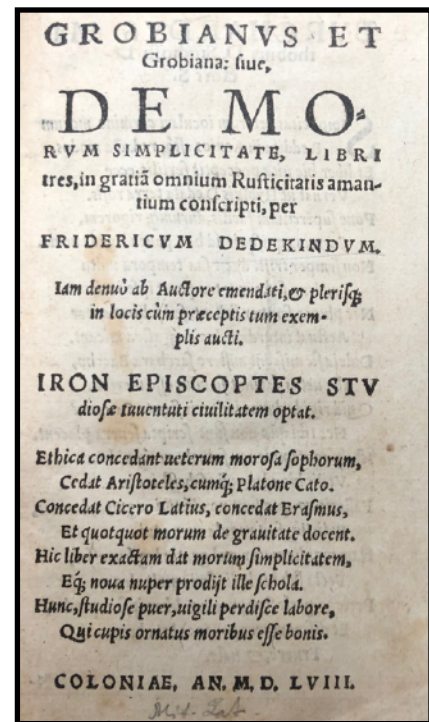 GROBIANVS ET
Grobiana: ſiue,
DE MO-
RVM SIMPLICITATE, LIBRI
tres, in gratiā omnium Ruſticitatis aman-
tium conſcripti, per
FRIDERICVM DEDEKINDVM.
Iam denuò ab Auctore emendati, & pleriſq;
in locis cùm præceptis tum exem-
plis aucti.
IRON EPISCOPTES STV
dioſæ iuuentuti ciuilitatem optat.
Ethica concedant ueterum moroſa ſophorum,
Cedat Ariſtoteles, cumq; Platone Cato.
Concedat Cicero Latius, concedat Eraſmus,
Et quotquot morum de grauitate docent.
Hic liber exactam dat morum ſimplicitatem,
Eq; noua nuper prodijt ille ſchola.
Hunc, ſtudioſe puer, uigili perdiſce labore,
Qui cupis ornatus moribus eſſe bonis.
COLONIAE, AN. M. D. LVIII.